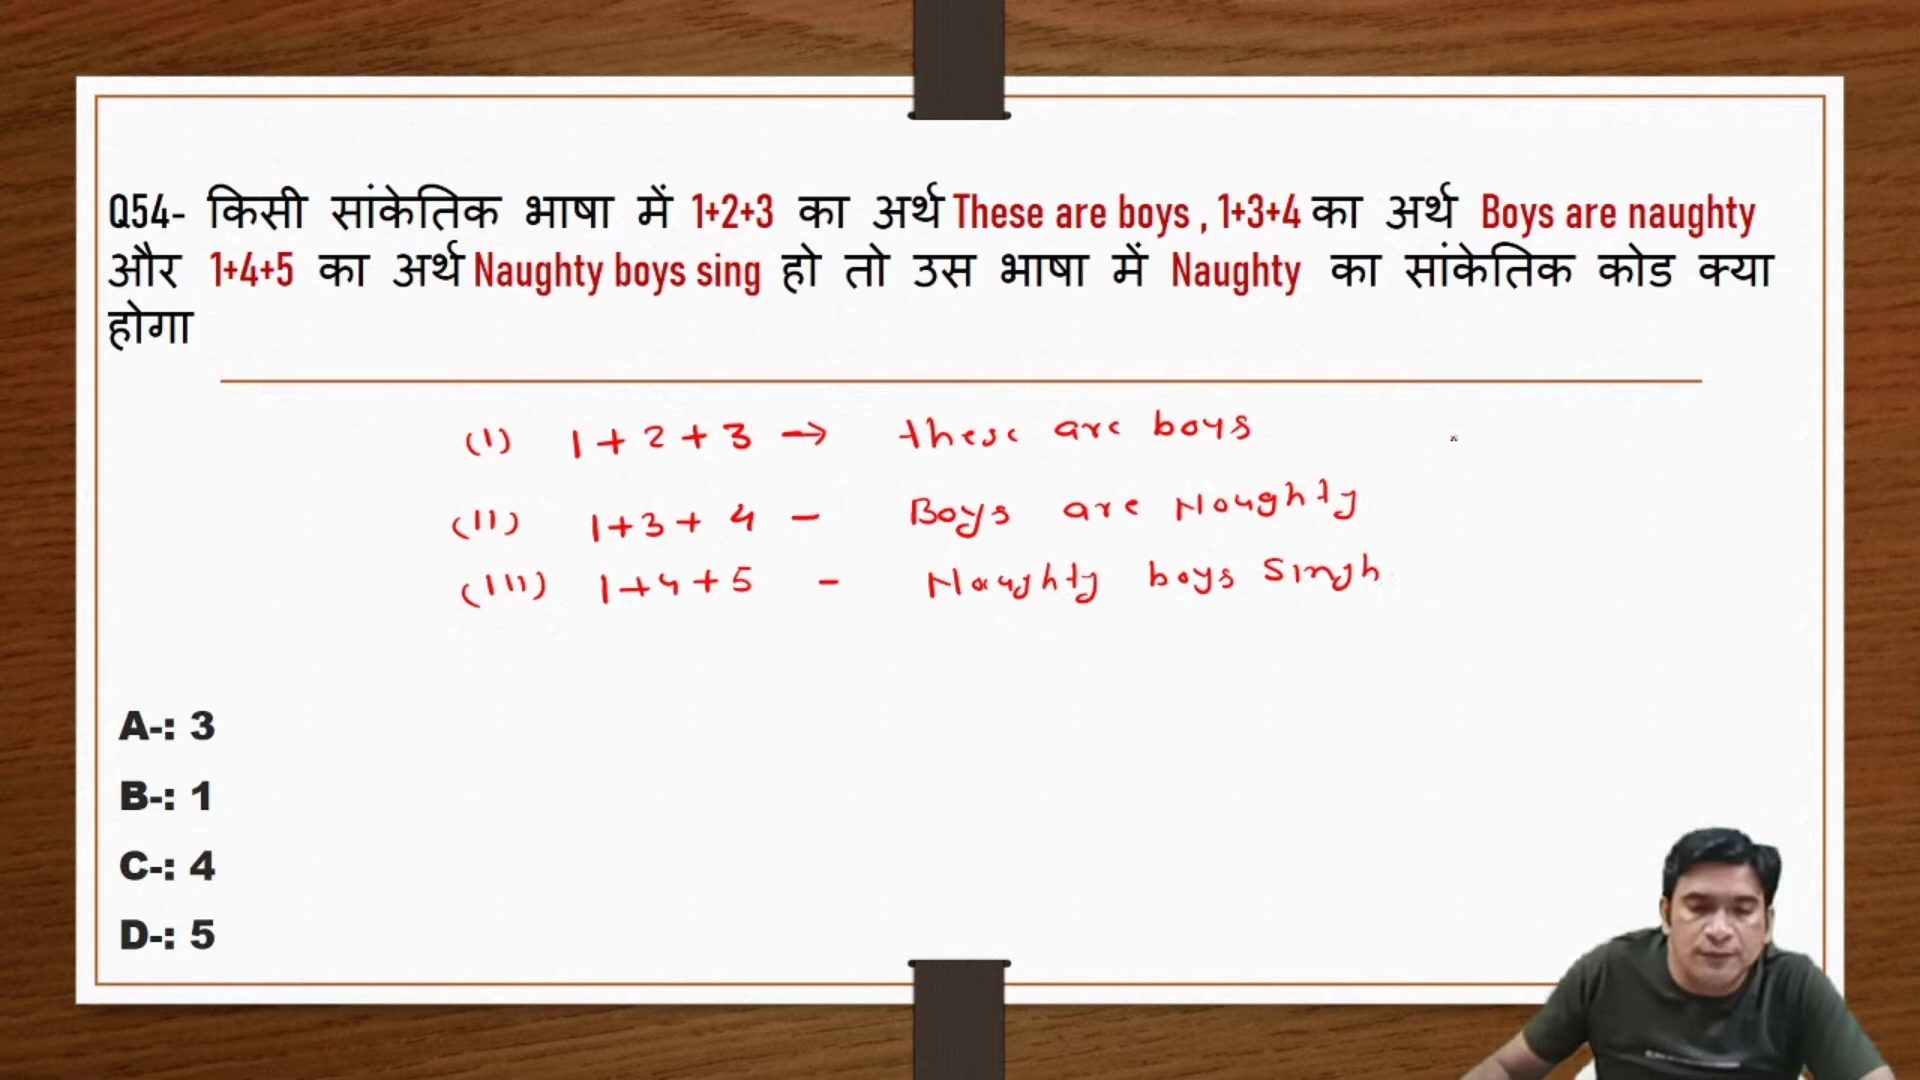 Q54- किसी सांकेतिक भाषा में 1+2+3 का अर्थ These are boys , 1+3+4 का अर्थ Boys are naughty
और 1+4+5 का अर्थ Naughty boys sing हो तो उस भाषा में Naughty का सांकेतिक कोड क्या
होगा
(I) 1+2+3 → these are boys
(II) 1+3+4 - Boys are Noughty
(III) 1+4+5 - Naughty boys Singh
A-: 3
B-: 1
C-: 4
D-: 5